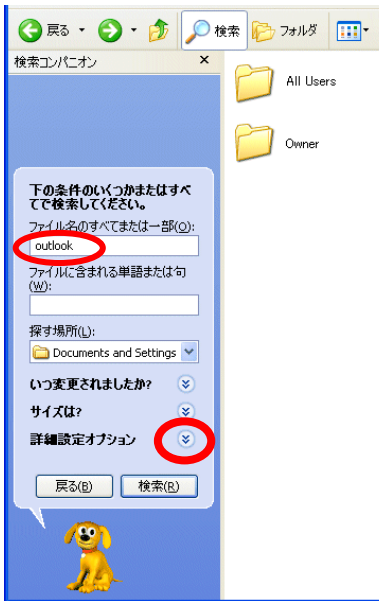 戻る 検索 フォルダ
検索コンパニオン ×
All Users
Owner
下の条件のいくつかまたはすべ
てで検索してください。
ファイル名のすべてまたは一部(O):
outlook
ファイルに含まれる単語または句
(W):
探す場所(L):
Documents and Settings
いつ変更されましたか?
サイズは?
詳細設定オプション
戻る(B) 検索(R)